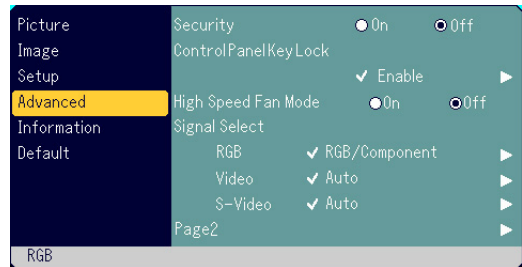 Picture
Image
Setup
Advanced
Information
Default
Security On Off
ControlPanelKeyLock
Enable
High Speed Fan Mode On Off
Signal Select
RGB RGB/Component
Video Auto
S-Video Auto
Page2
RGB